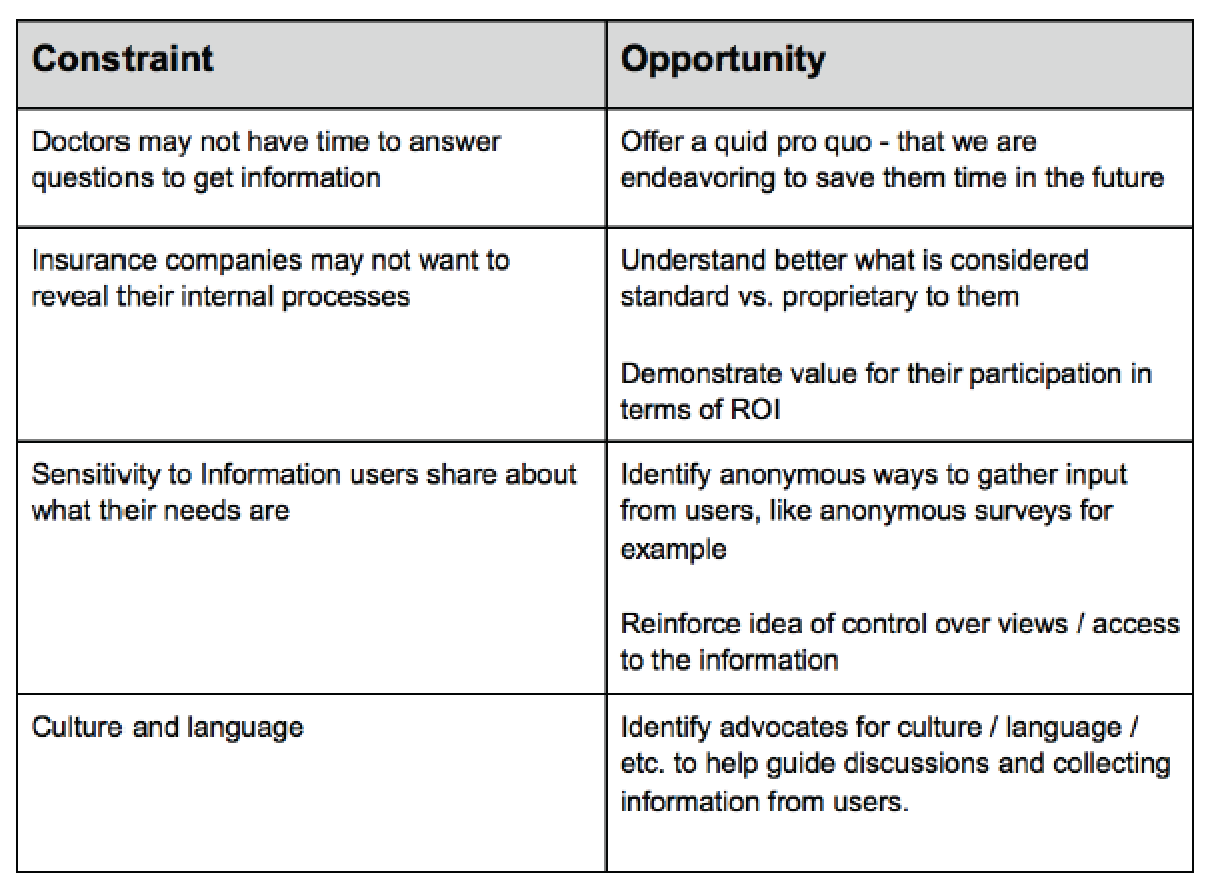 Constraint
Opportunity
Doctors may not have time to answer
questions to get information
Offer a quid pro quo - that we are
endeavoring to save them time in the future
Insurance companies may not want to
reveal their internal processes
Understand better what is considered
standard vs. proprietary to them
Demonstrate value for their participation in
terms of ROI
Sensitivity to Information users share about
what their needs are
Identify anonymous ways to gather input
from users, like anonymous surveys for
example
Reinforce idea of control over views / access
to the information
Culture and language
Identify advocates for culture / language /
etc. to help guide discussions and collecting
information from users.